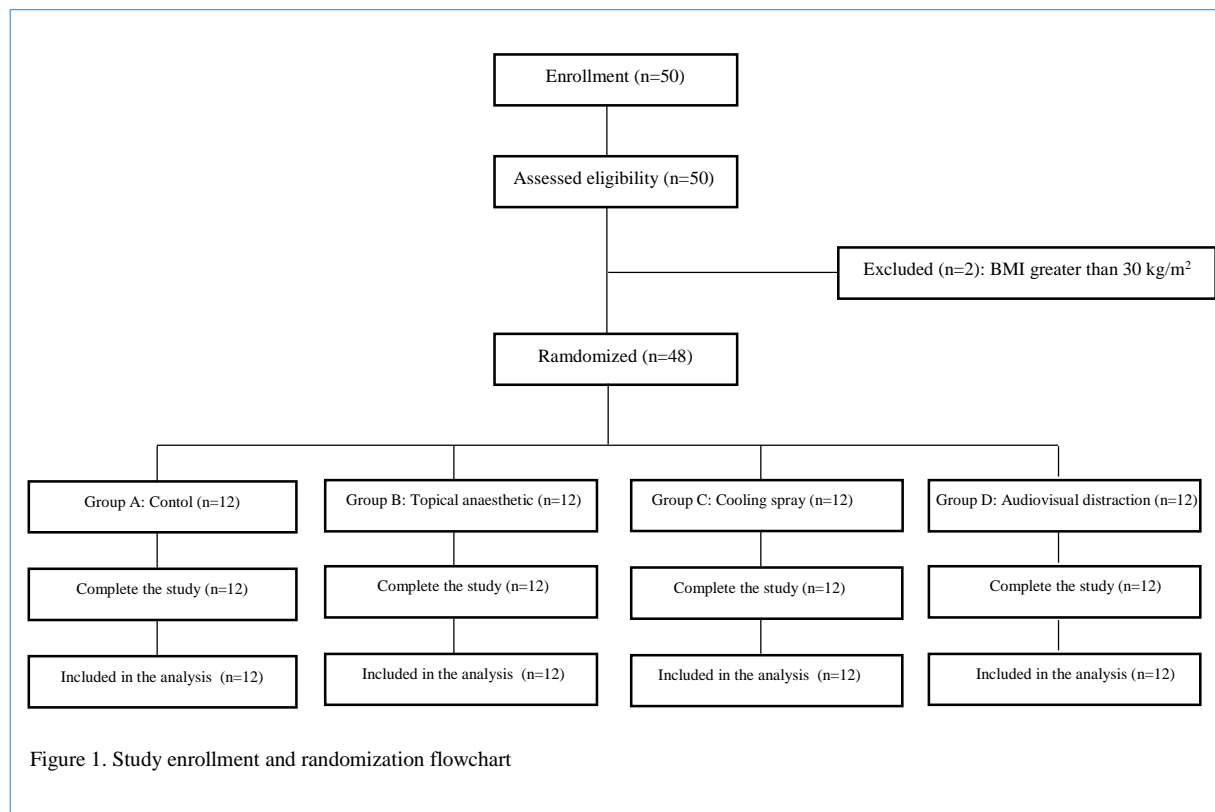 Enrollment (n=50)
Assessed eligibility (n=50)
Excluded (n=2): BMI greater than 30 kg/m²
Ramdomized (n=48)
Group A: Contol (n=12)
Group B: Topical anaesthetic (n=12)
Group C: Cooling spray (n=12)
Group D: Audiovisual distraction (n=12)
Complete the study (n=12)
Complete the study (n=12)
Complete the study (n=12)
Complete the study (n=12)
Included in the analysis (n=12)
Included in the analysis (n=12)
Included in the analysis (n=12)
Included in the analysis (n=12)
Figure 1. Study enrollment and randomization flowchart